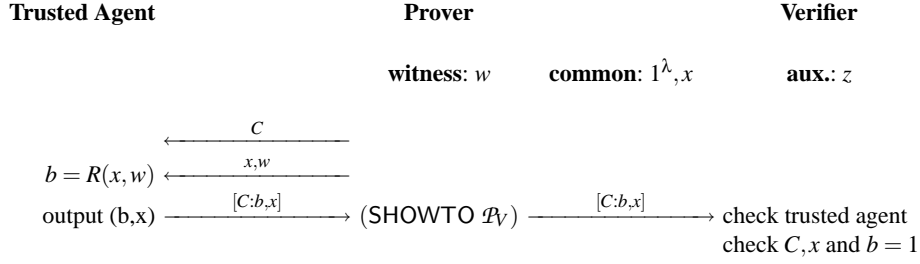 Trusted Agent Prover Verifier
witness: w common: 1^λ, x aux.: z
C
x,w
b = R(x,w)
[C:b,x] [C:b,x]
output (b,x) (SHOWTO 𝒫_V) check trusted agent
check C,x and b = 1